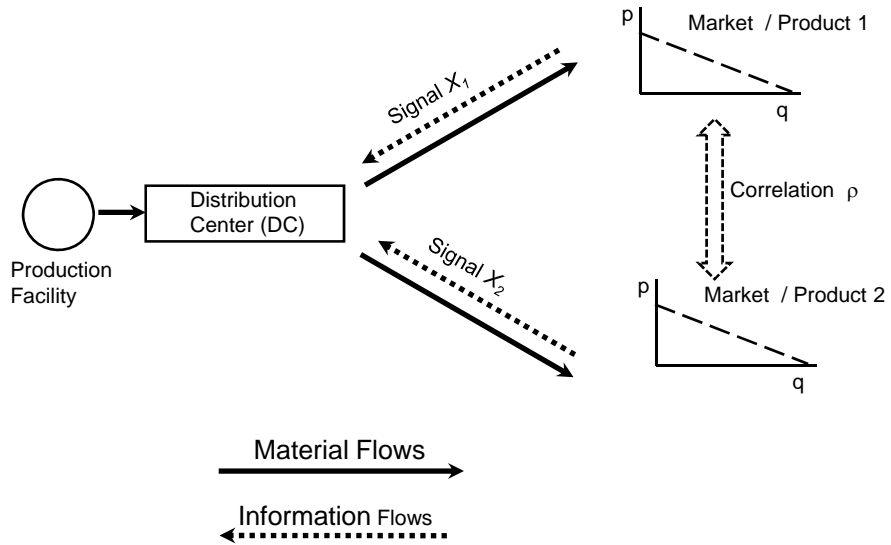 p
Market / Product 1
q
Signal X1
Correlation ρ
Distribution
Center (DC)
Production
Facility
Signal X2
p
Market / Product 2
q
Material Flows
Information Flows